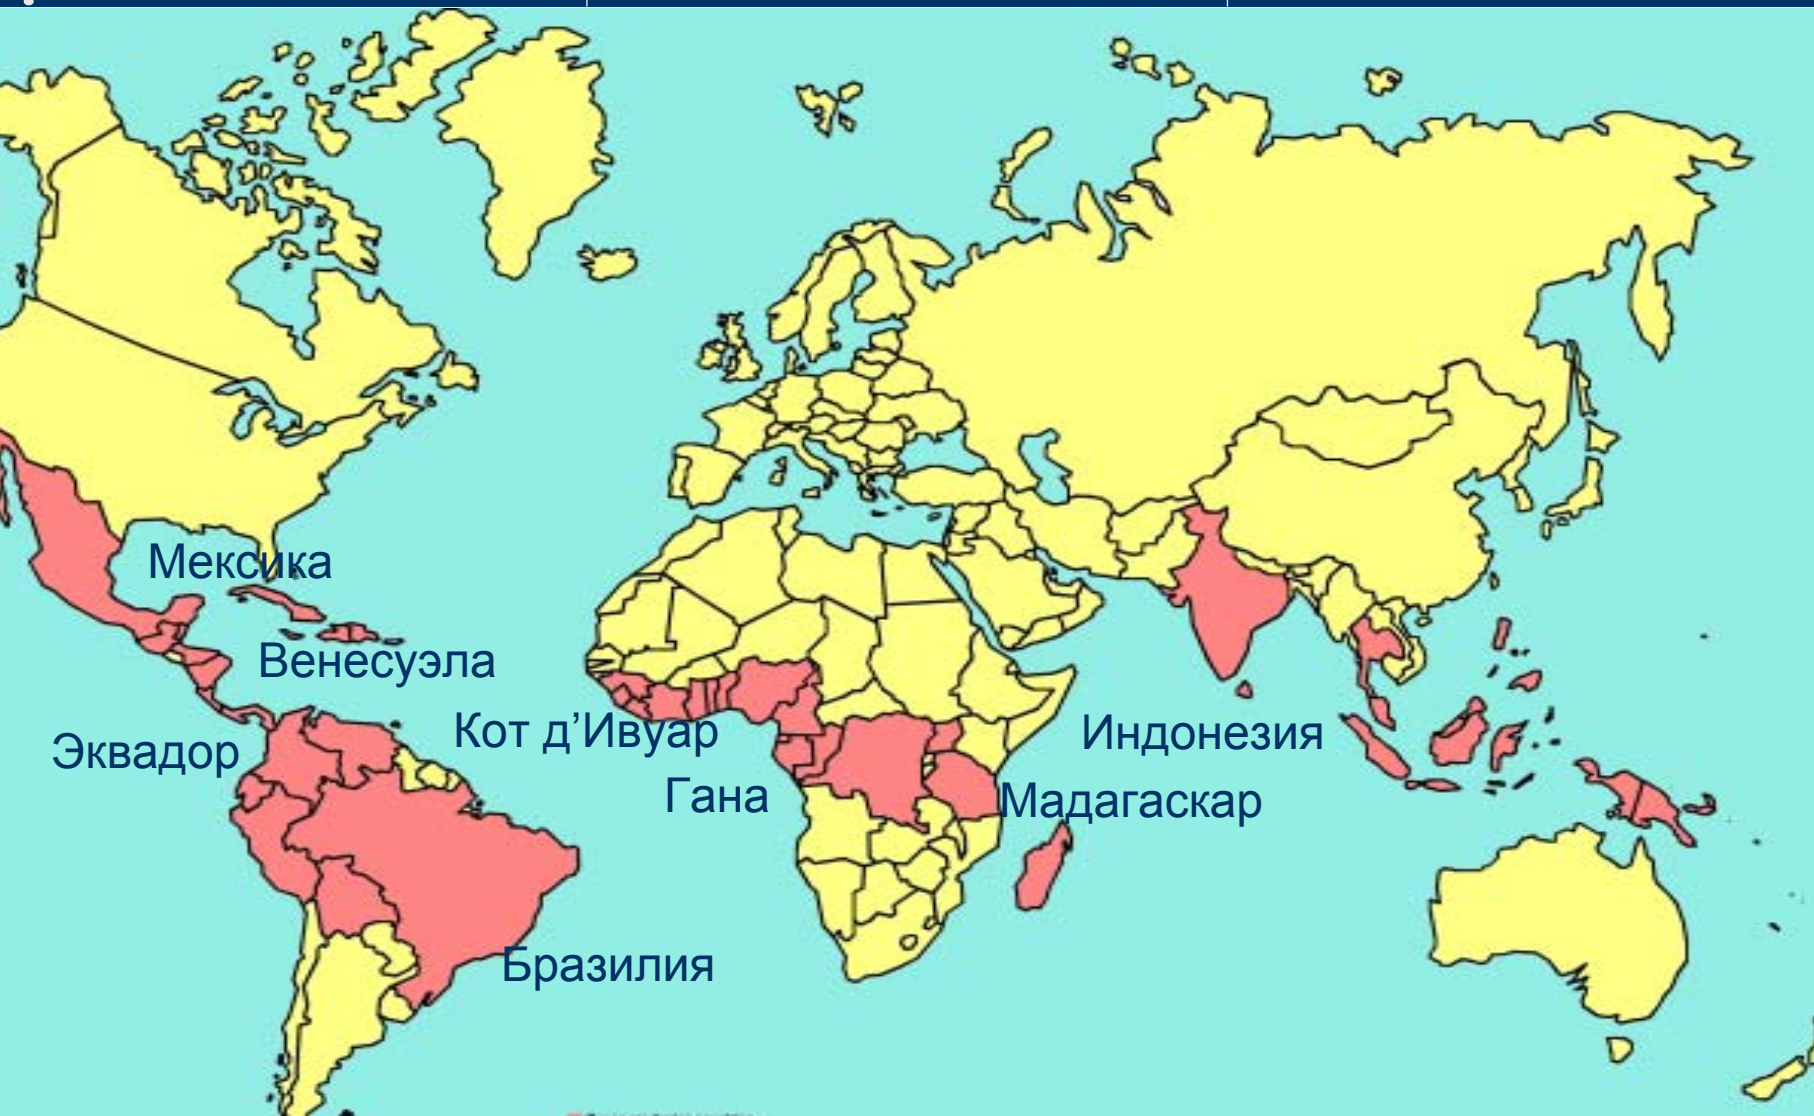 Мексика
Венесуэла
Кот д’Ивуар
Эквадор
Индонезия
Гана
Мадагаскар
Бразилия